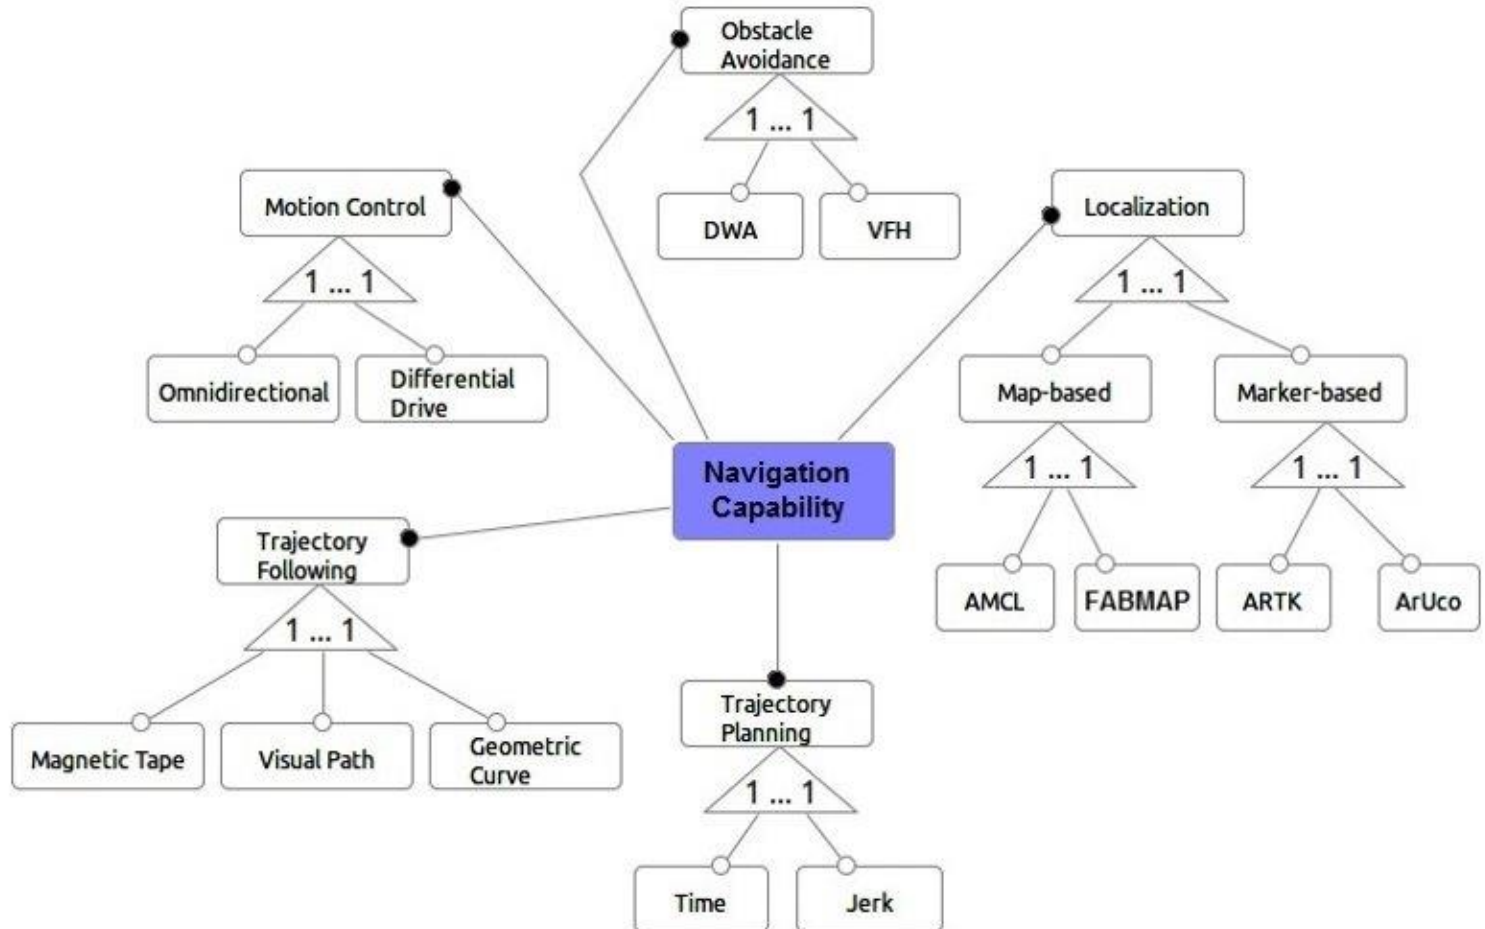 Obstacle
Avoidance
1 ... 1
DWA
VFH
Motion Control
1 ... 1
Omnidirectional
Differential
Drive
Localization
1 ... 1
Map-based
Marker-based
1 ... 1
1 ... 1
AMCL
FABMAP
ARTK
ArUco
Navigation
Capability
Trajectory
Following
1 ... 1
Magnetic Tape
Visual Path
Geometric
Curve
Trajectory
Planning
1 ... 1
Time
Jerk